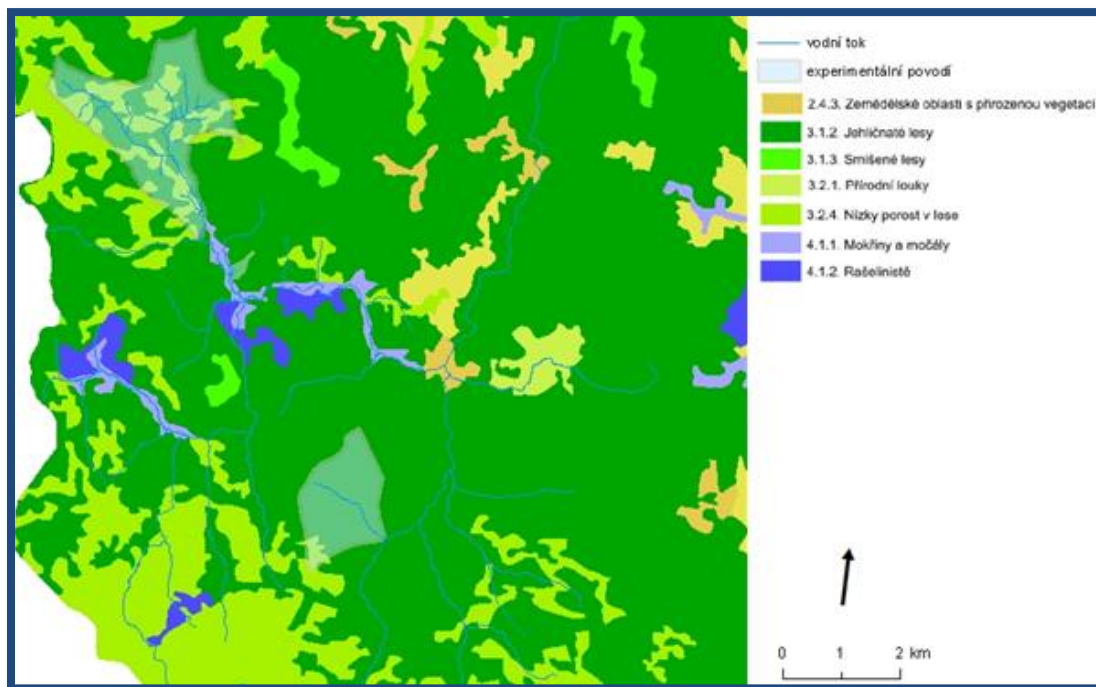 vodní tok
experimentální povodí
2.4.3. Zemědělské oblasti s přirozenou vegetací
3.1.2. Jehličnaté lesy
3.1.3. Smíšené lesy
3.2.1. Přírodní louky
3.2.4. Nízky porost v lese
4.1.1. Mokřiny a močály
4.1.2. Rašeliniště
0 1 2 km